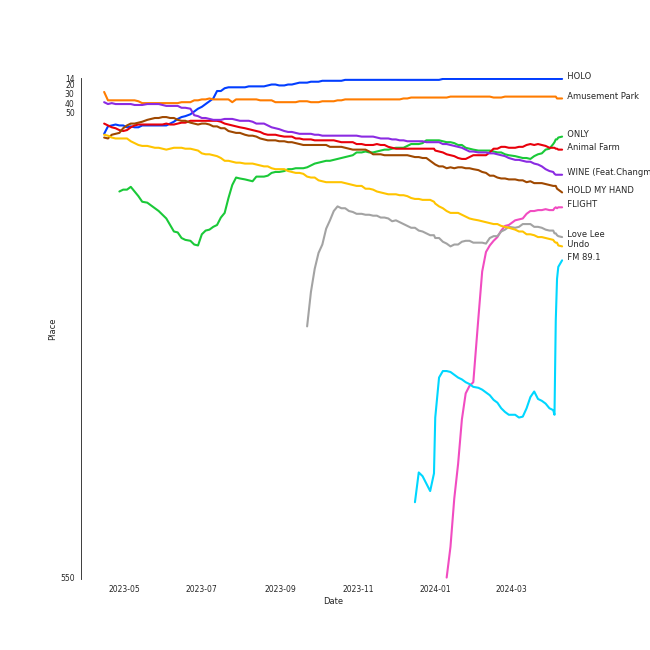 14
20
30
40
50
550
Place
HOLO
Amusement Park
ONLY
Animal Farm
WINE (Feat.Changm
HOLD MY HAND
FLIGHT
Love Lee
Undo
FM 89.1
2023-05 2023-07 2023-09 2023-11 2024-01 2024-03
Date